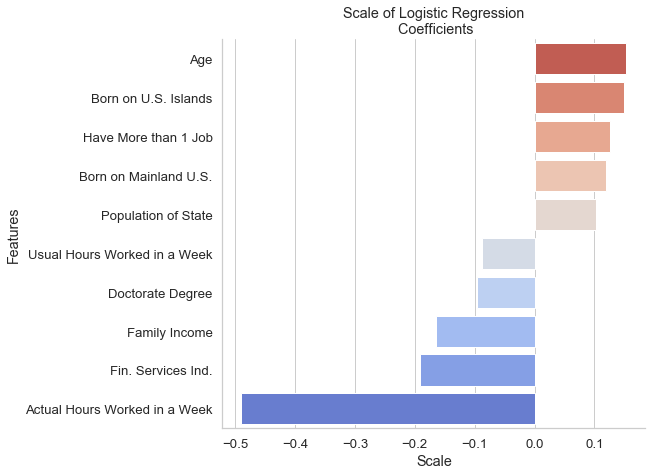 Scale of Logistic Regression
Coefficients
Features
Age
Born on U.S. Islands
Have More than 1 Job
Born on Mainland U.S.
Population of State
Usual Hours Worked in a Week
Doctorate Degree
Family Income
Fin. Services Ind.
Actual Hours Worked in a Week
−0.5 −0.4 −0.3 −0.2 −0.1 0.0 0.1
Scale